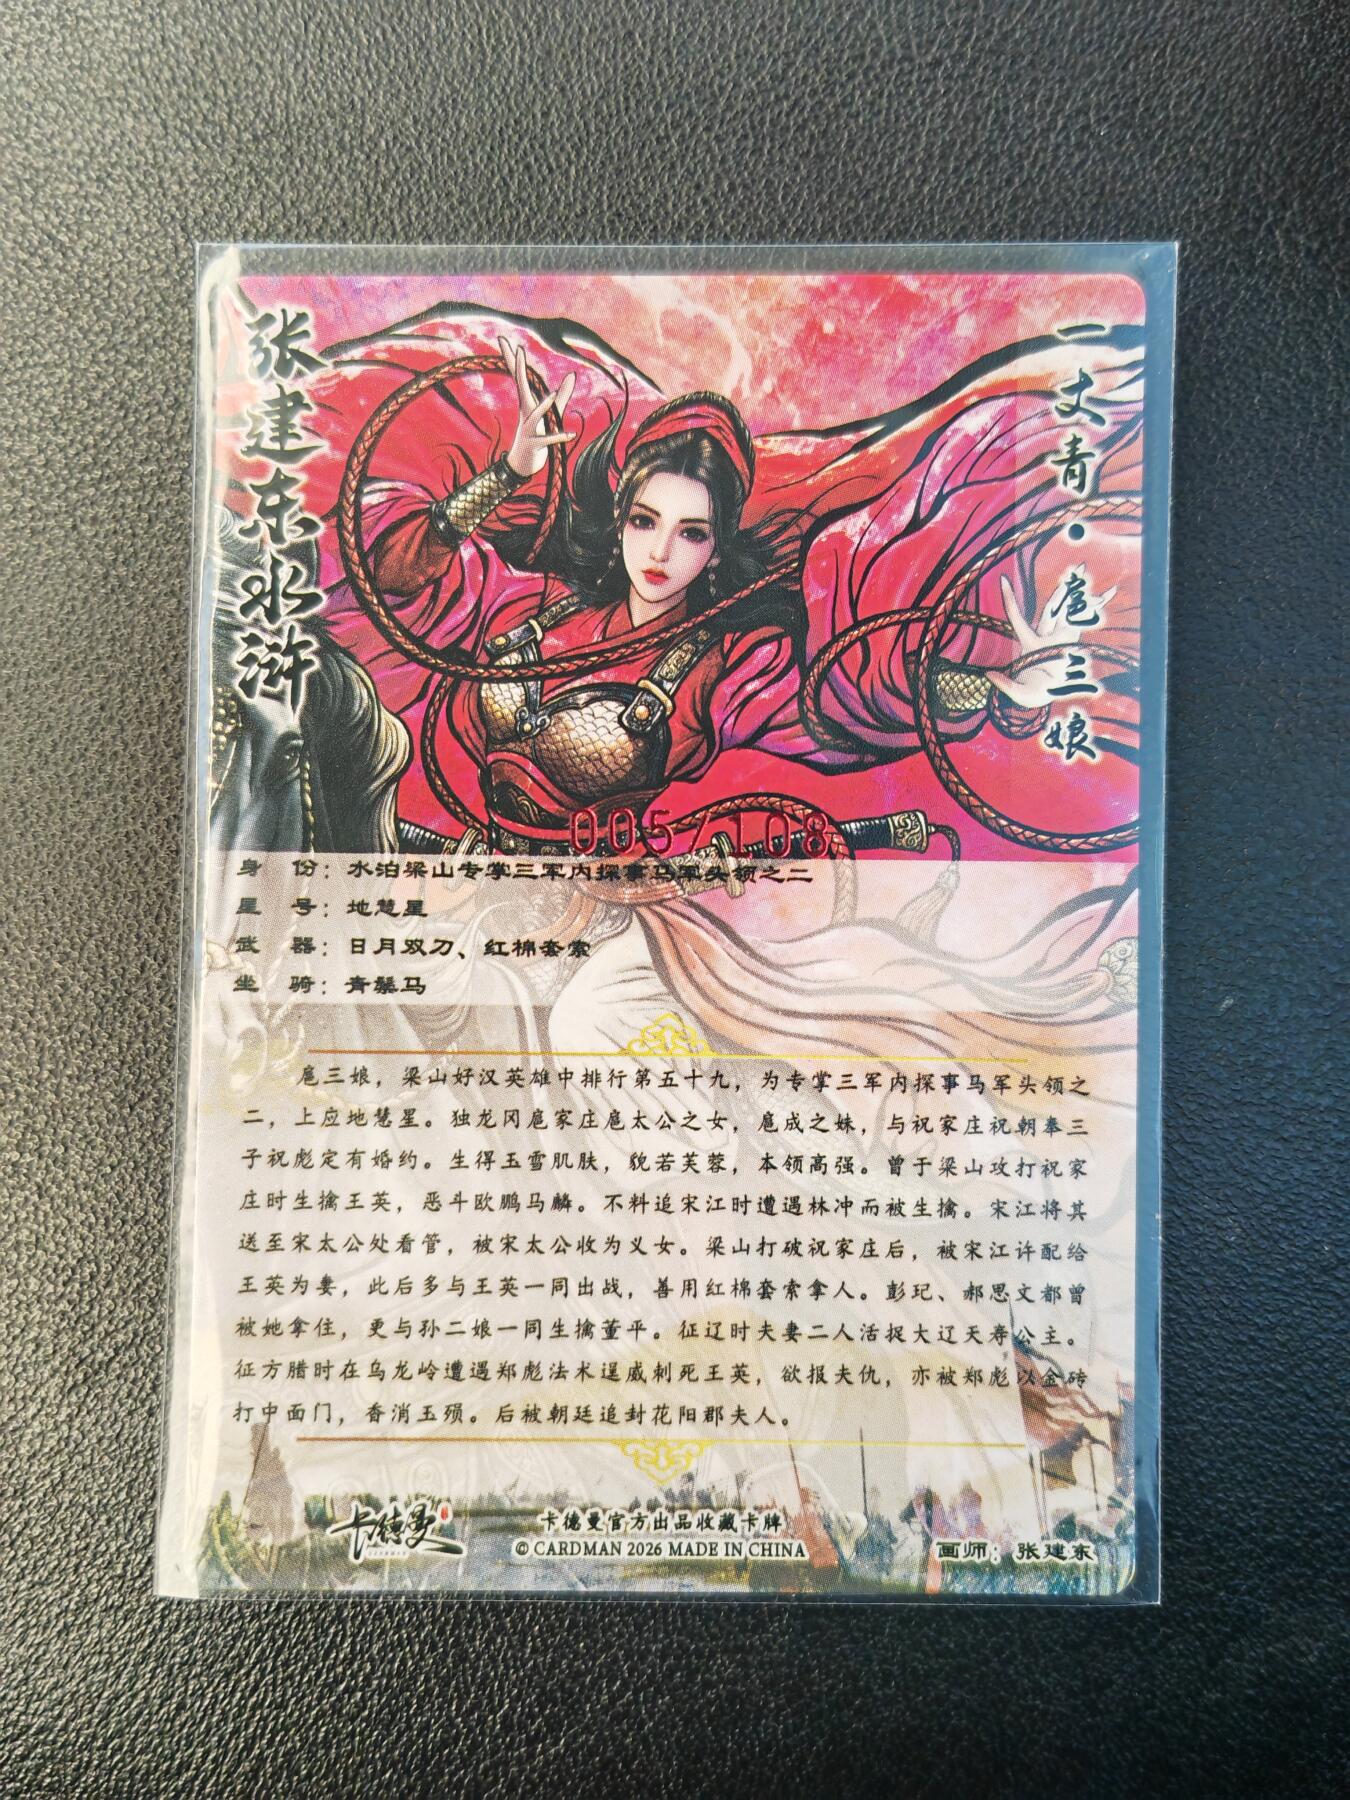 张建东水浒
一丈青·扈三娘
005/108
身 份：水泊梁山专掌三军内探事马军头领之二
星 号：地慧星
武 器：日月双刀、红棉套索
坐 骑：青鬃马
扈三娘，梁山好汉英雄中排行第五十九，为专掌三军内探事马军头领之
二，上应地慧星。独龙冈扈家庄扈太公之女，扈成之妹，与祝家庄祝朝奉三
子祝彪定有婚约。生得玉雪肌肤，貌若芙蓉，本领高强。曾于梁山攻打祝家
庄时生擒王英，恶斗欧鹏马麟。不料追宋江时遭遇林冲而被生擒。宋江将其
送至宋太公处看管，被宋太公收为义女。梁山打破祝家庄后，被宋江许配给
王英为妻，此后多与王英一同出战，善用红棉套索拿人。彭玘、郝思文都曾
被她拿住，更与孙二娘一同生擒董平。征辽时夫妻二人活捉大辽天寿公主。
征方腊时在乌龙岭遭遇郑彪法术逞威刺死王英，欲报夫仇，亦被郑彪以金砖
打中面门，香消玉殒。后被朝廷追封花阳郡夫人。
卡德曼
卡德曼官方出品收藏卡牌
© CARDMAN 2026 MADE IN CHINA
画师：张建东